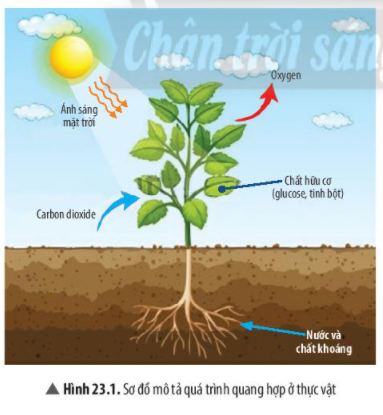 Chân trời sán
Oxygen
Ánh sáng
mặt trời
Chất hữu cơ
(glucose, tinh bột)
Carbon dioxide
Nước và
chất khoáng
▲ Hình 23.1. Sơ đồ mô tả quá trình quang hợp ở thực vật